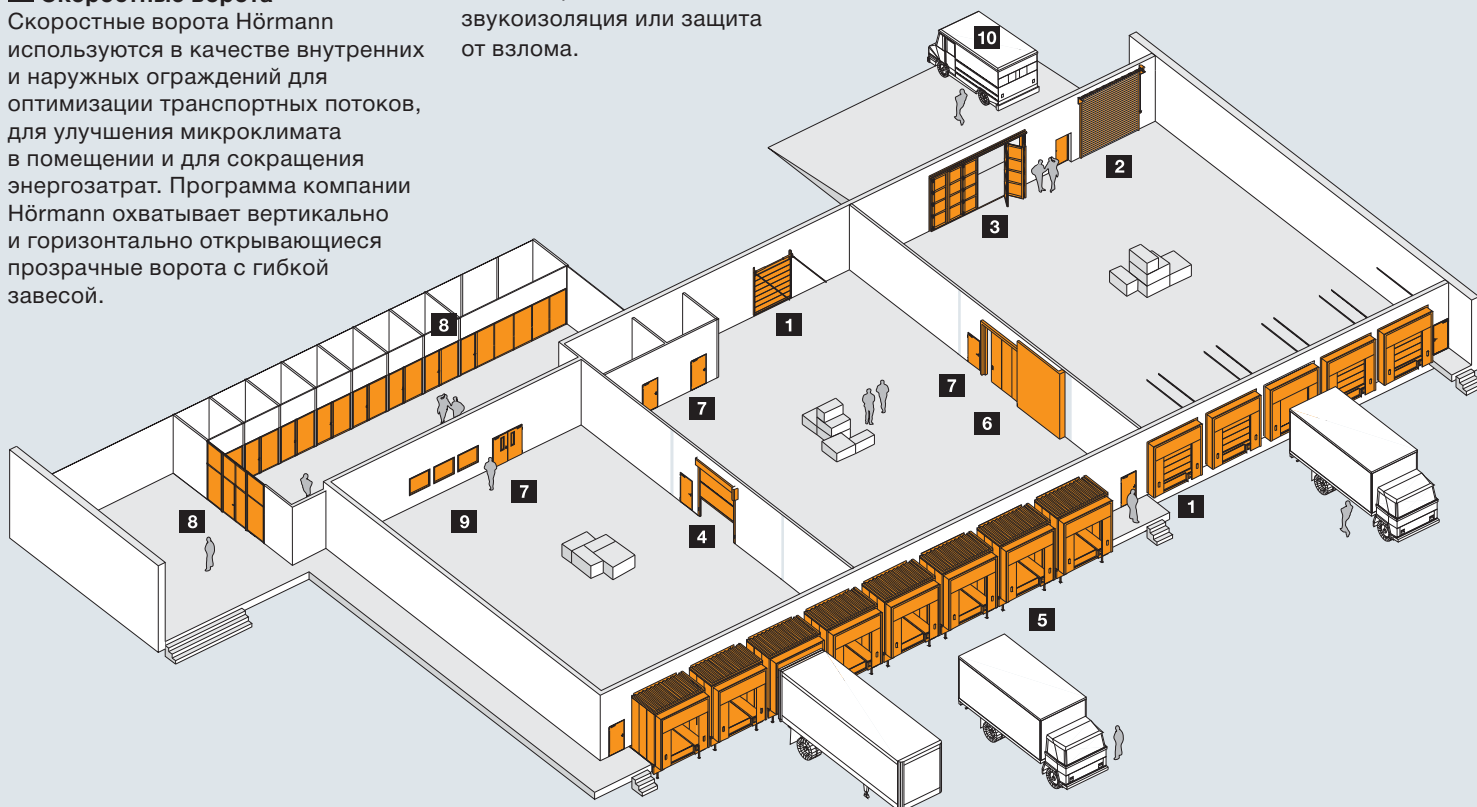 Скоростные ворота
Скоростные ворота Hörmann
используются в качестве внутренних
и наружных ограждений для
оптимизации транспортных потоков,
для улучшения микроклимата
в помещении и для сокращения
энергозатрат. Программа компании
Hörmann охватывает вертикально
и горизонтально открывающиеся
прозрачные ворота с гибкой
завесой.
звукоизоляция или защита
от взлома.
10
2
3
1
8
7
7
6
8
9
7
4
1
5